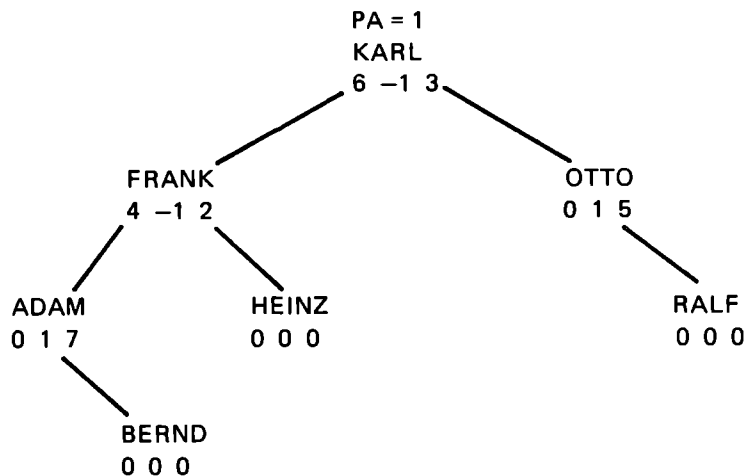 PA = 1
KARL
6 –1 3
FRANK
OTTO
4 –1 2
0 1 5
ADAM
HEINZ
RALF
0 1 7
0 0 0
0 0 0
BERND
0 0 0